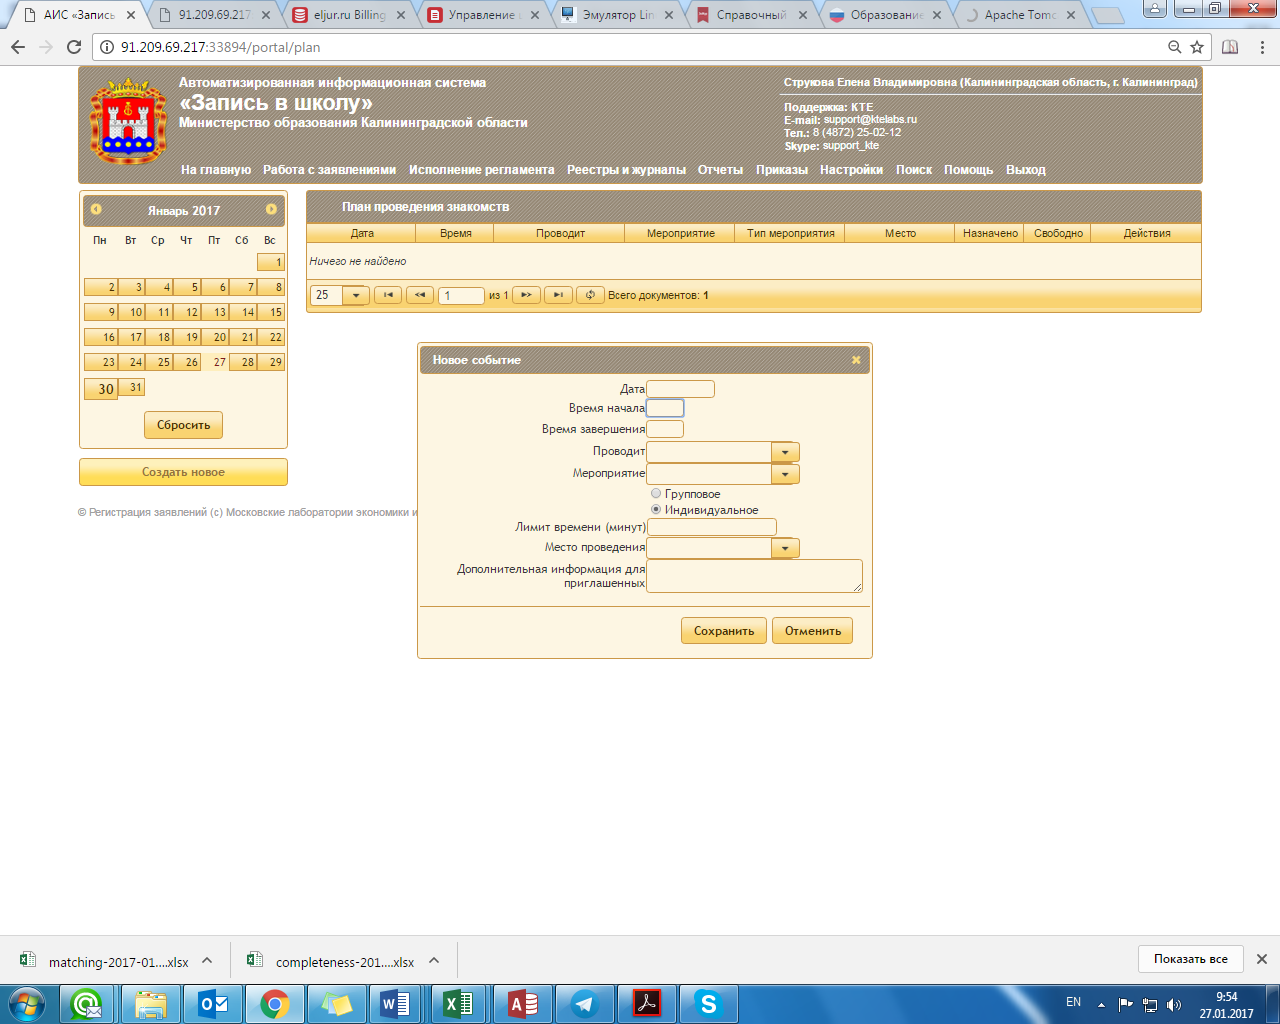 АИС «Запись
91.209.69.217:
eljur.ru Billing
Управление
Эмулятор Lin
Справочный
Образование
Apache Tomc
91.209.69.217:33894/portal/plan
Автоматизированная информационная система
«Запись в школу»
Министерство образования Калининградской области
Струкова Елена Владимировна (Калининградская область, г. Калининград)
Поддержка: КТЕ
E-mail: support@ktelabs.ru
Тел.: 8 (4872) 25-02-12
Skype: support_kte
На главную Работа с заявлениями Исполнение регламента Реестры и журналы Отчеты Приказы Настройки Поиск Помощь Выход
Январь 2017
Пн Вт Ср Чт Пт Сб Вс
1
2 3 4 5 6 7 8
9 10 11 12 13 14 15
16 17 18 19 20 21 22
23 24 25 26 27 28 29
30 31
Сбросить
Создать новое
План проведения знакомств
Дата Время Проводит Мероприятие Тип мероприятия Место Назначено Свободно Действия
Ничего не найдено
25 1 из 1 Всего документов: 1
© Регистрация заявлений (с) Московские лаборатории экономики и
Новое событие
Дата
Время начала
Время завершения
Проводит
Мероприятие
Групповое
Индивидуальное
Лимит времени (минут)
Место проведения
Дополнительная информация для
приглашенных
Сохранить Отменить
matching-2017-01....xlsx
completeness-201....xlsx
Показать все
EN
9:54
27.01.2017